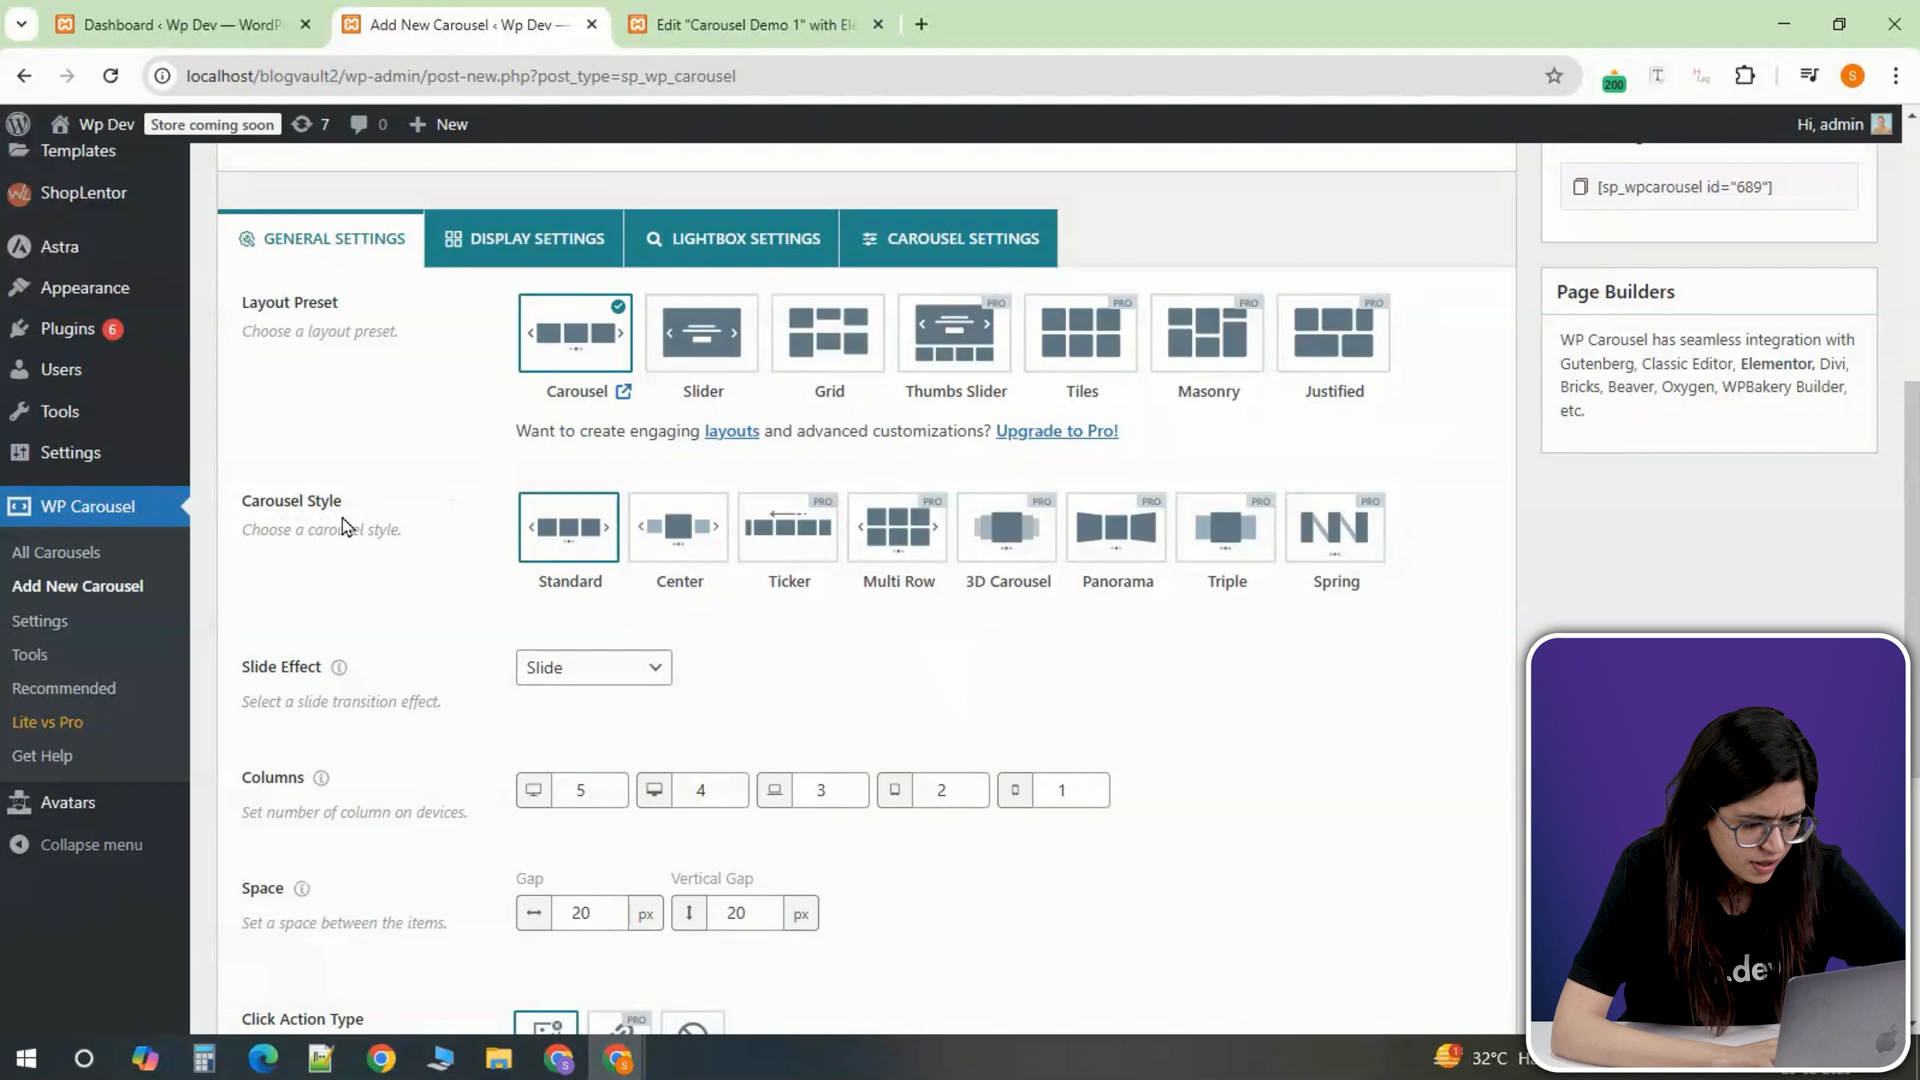 Dashboard ‹ Wp Dev — WordP
Add New Carousel ‹ Wp Dev —
Edit "Carousel Demo 1" with Ele
localhost/blogvault2/wp-admin/post-new.php?post_type=sp_wp_carousel
200
S
Wp Dev
Store coming soon
7
0
New
Hi, admin
Templates
ShopLentor
Astra
Appearance
Plugins 6
Users
Tools
Settings
WP Carousel
All Carousels
Add New Carousel
Settings
Tools
Recommended
Lite vs Pro
Get Help
Avatars
Collapse menu
GENERAL SETTINGS
DISPLAY SETTINGS
LIGHTBOX SETTINGS
CAROUSEL SETTINGS
Layout Preset
Choose a layout preset.
PRO PRO PRO PRO
Carousel Slider Grid Thumbs Slider Tiles Masonry Justified
Want to create engaging layouts and advanced customizations? Upgrade to Pro!
Carousel Style
Choose a carousel style.
PRO PRO PRO PRO PRO PRO
Standard Center Ticker Multi Row 3D Carousel Panorama Triple Spring
Slide Effect
Slide
Select a slide transition effect.
Columns
5 4 3 2 1
Set number of column on devices.
Space
Gap Vertical Gap
20 px 20 px
Set a space between the items.
Click Action Type
PRO
[sp_wpcarousel id="689"]
Page Builders
WP Carousel has seamless integration with
Gutenberg, Classic Editor, Elementor, Divi,
Bricks, Beaver, Oxygen, WPBakery Builder,
etc.
.dev
32°C